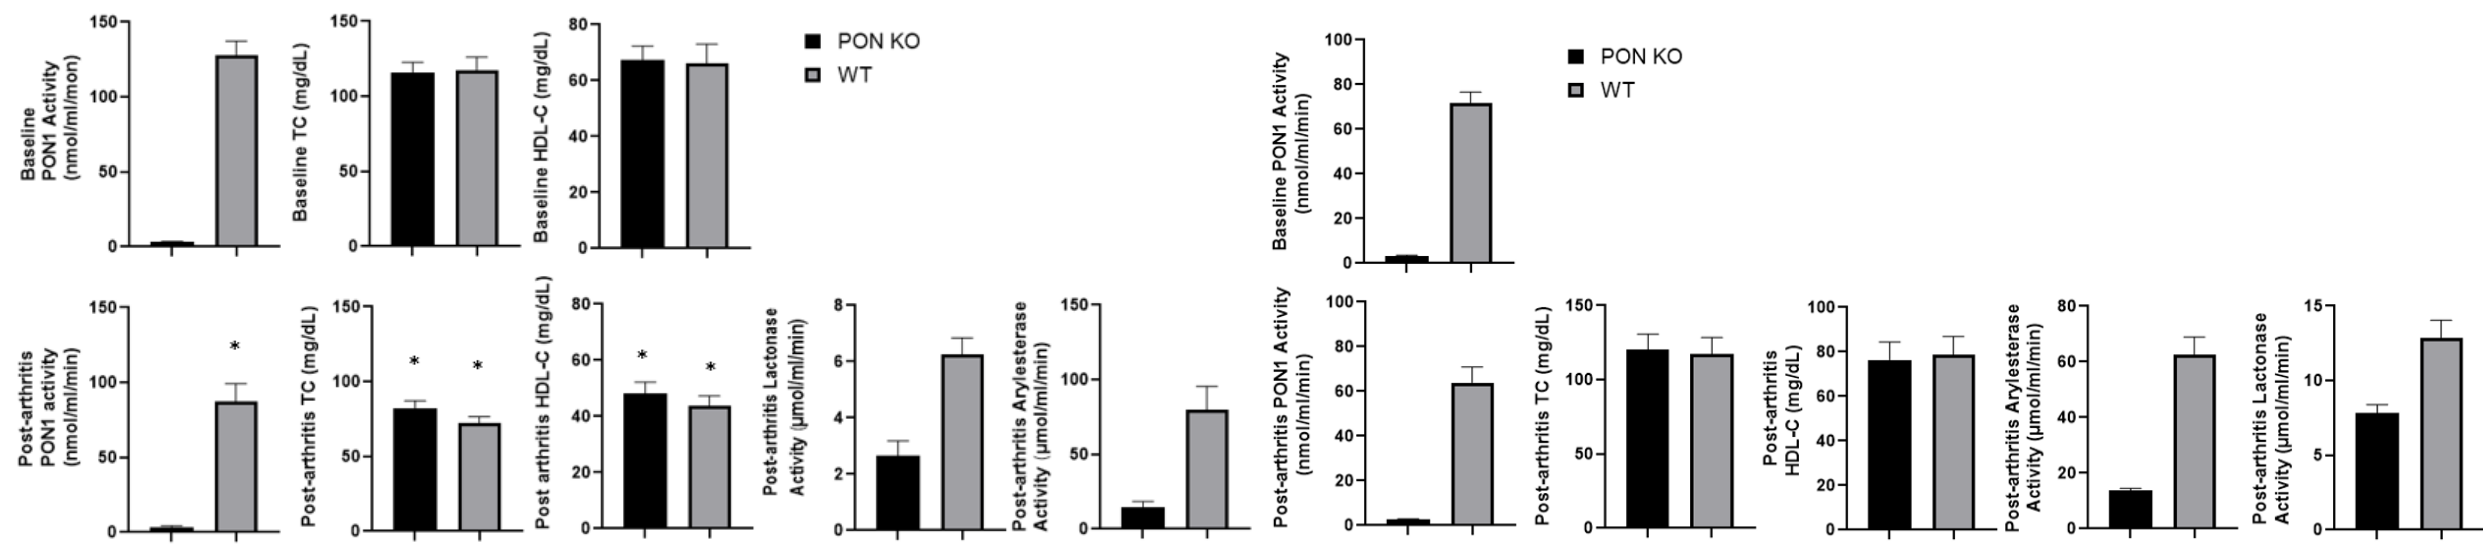 Baseline
PON1 Activity
(nmol/ml/mon)
150
100
50
0
Baseline TC (mg/dL)
150
100
50
0
Baseline HDL-C (mg/dL)
80
60
40
20
0
PON KO
WT
Baseline PON1 Activity
(nmol/ml/min)
100
80
60
40
20
0
PON KO
WT
Post-arthritis
PON1 activity
(nmol/ml/min)
150
100
50
0
*
Post-arthritis TC (mg/dL)
150
100
50
0
*
*
Post arthritis HDL-C (mg/dL)
80
60
40
20
0
*
*
Post-arthritis Lactonase
Activity (μmol/ml/min)
8
6
4
2
0
Post-arthritis Arylesterase
Activity (μmol/ml/min)
150
100
50
0
Post-arthritis PON1 Activity
(nmol/ml/min)
100
80
60
40
20
0
Post-arthritis TC (mg/dL)
150
100
50
0
Post-arthritis
HDL-C (mg/dL)
100
80
60
40
20
0
Post-arthritis Arylesterase
Activity (μmol/ml/min)
80
60
40
20
0
Post-arthritis Lactonase
Activity (μmol/ml/min)
15
10
5
0